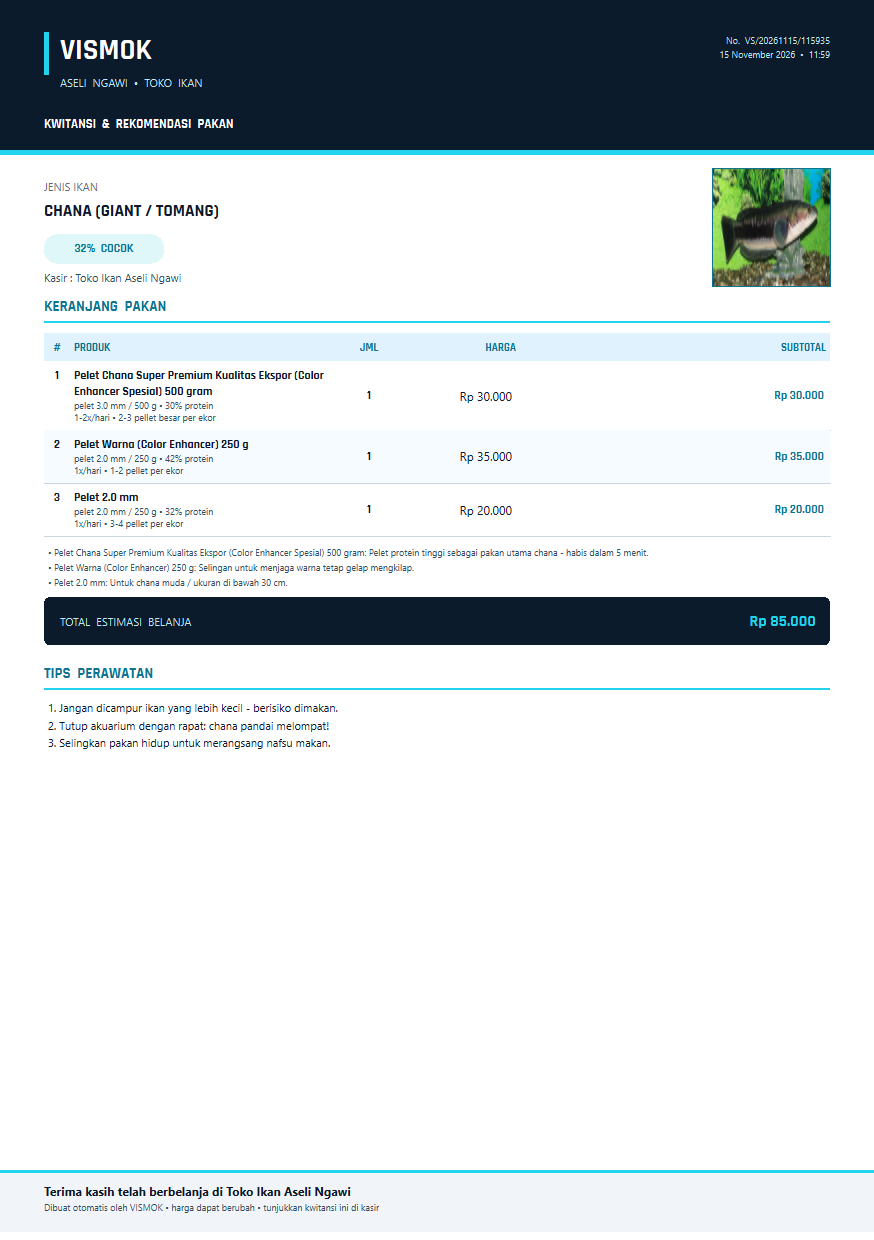 VISMOK
No. VS/20261115/115935
15 November 2026 • 11:59
ASELI NGAWI • TOKO IKAN
KWITANSI & REKOMENDASI PAKAN
JENIS IKAN
CHANA (GIANT / TOMANG)
32% COCOK
Kasir : Toko Ikan Aseli Ngawi
KERANJANG PAKAN
# PRODUK JML HARGA SUBTOTAL
1 Pelet Chana Super Premium Kualitas Ekspor (Color
Enhancer Spesial) 500 gram
pelet 3.0 mm / 500 g • 30% protein
1-2x/hari • 2-3 pellet besar per ekor
1 Rp 30.000 Rp 30.000
2 Pelet Warna (Color Enhancer) 250 g
pelet 2.0 mm / 250 g • 42% protein
1x/hari • 1-2 pellet per ekor
1 Rp 35.000 Rp 35.000
3 Pelet 2.0 mm
pelet 2.0 mm / 250 g • 32% protein
1x/hari • 3-4 pellet per ekor
1 Rp 20.000 Rp 20.000
• Pelet Chana Super Premium Kualitas Ekspor (Color Enhancer Spesial) 500 gram: Pelet protein tinggi sebagai pakan utama chana - habis dalam 5 menit.
• Pelet Warna (Color Enhancer) 250 g: Selingan untuk menjaga warna tetap gelap mengkilap.
• Pelet 2.0 mm: Untuk chana muda / ukuran di bawah 30 cm.
TOTAL ESTIMASI BELANJA Rp 85.000
TIPS PERAWATAN
1. Jangan dicampur ikan yang lebih kecil - berisiko dimakan.
2. Tutup akuarium dengan rapat: chana pandai melompat!
3. Selingkan pakan hidup untuk merangsang nafsu makan.
Terima kasih telah berbelanja di Toko Ikan Aseli Ngawi
Dibuat otomatis oleh VISMOK • harga dapat berubah • tunjukkan kwitansi ini di kasir